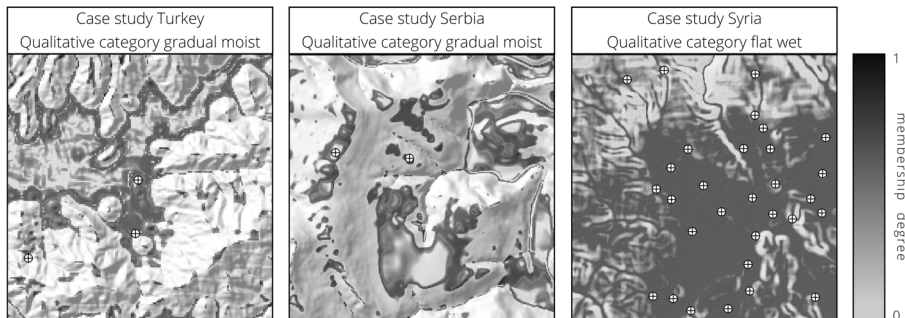 Case study Turkey
Qualitative category gradual moist
Case study Serbia
Qualitative category gradual moist
Case study Syria
Qualitative category flat wet
1
membership degree
0